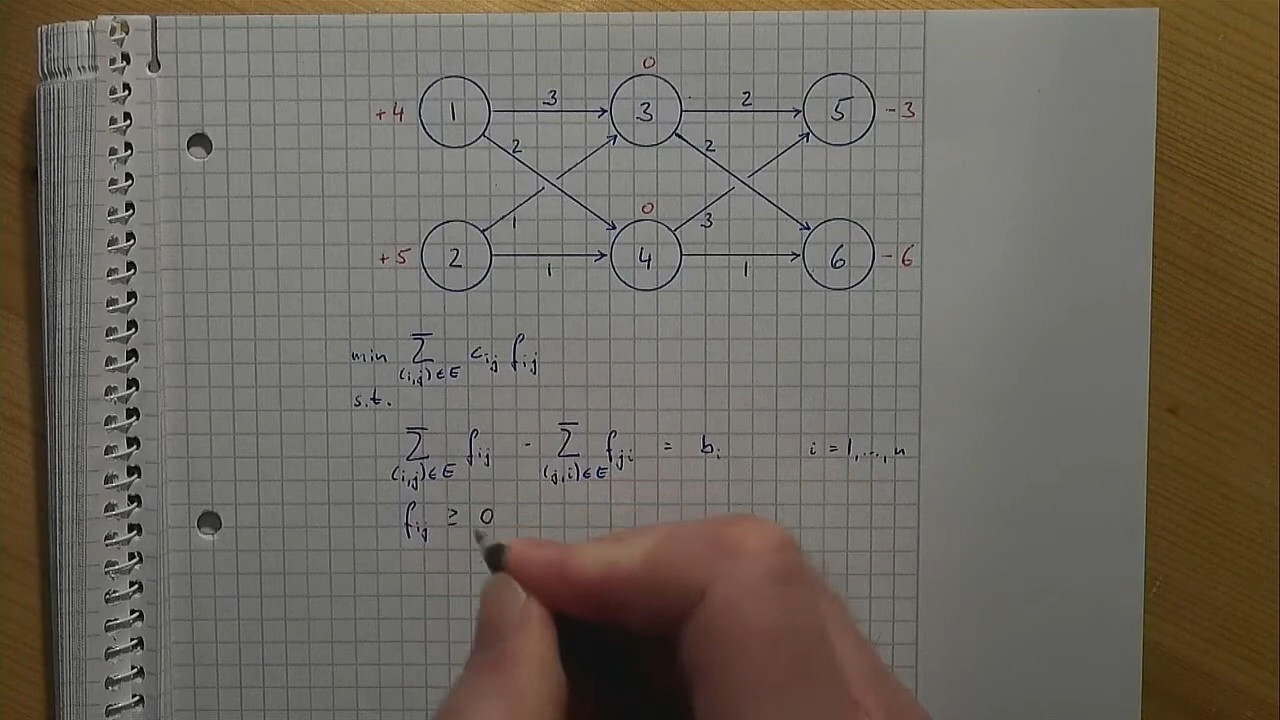 0 0
+4 1 3 3 2 5 -3
2 2
1 3
+5 2 1 4 1 6 -6
min Σ(i,j)∈E cij fij
s.t.
Σ(i,j)∈E fij - Σ(j,i)∈E fji = bi i = 1,...,n
fij ≥ 0